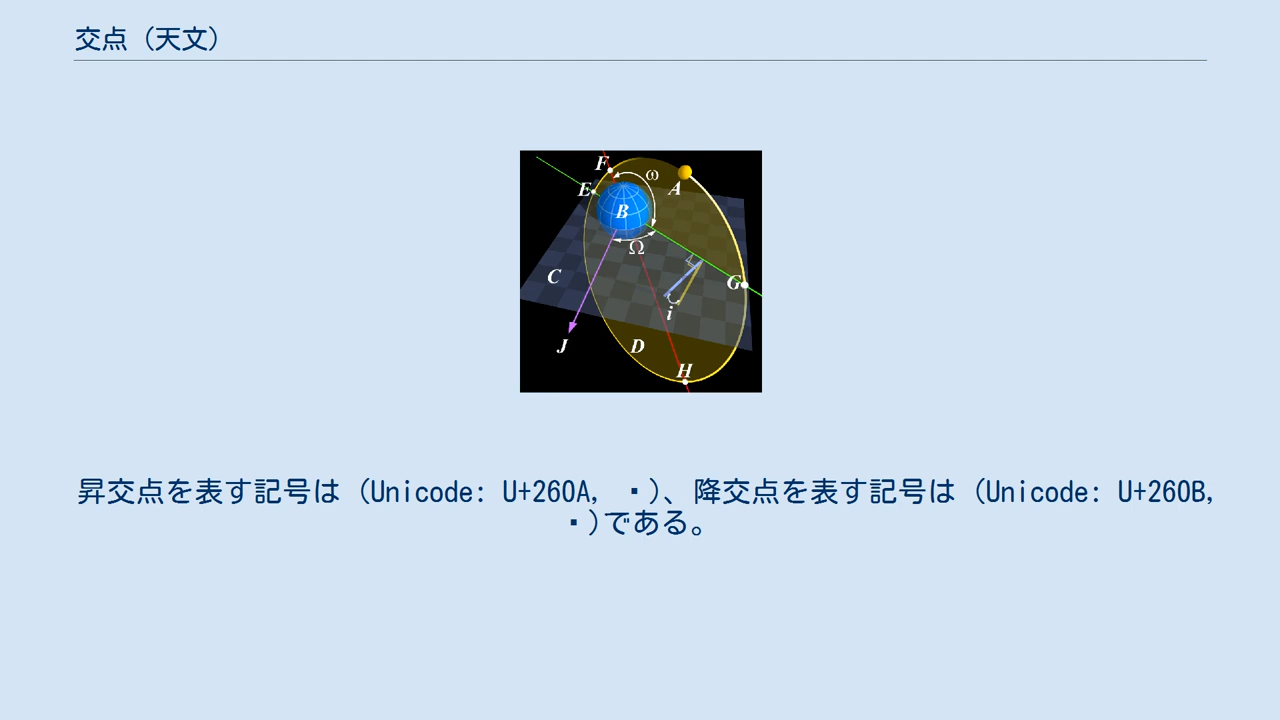 交点（天文）
F
ω
A
E
B
Ω
C
G
i
J
D
H
昇交点を表す記号は（Unicode: U+260A, ▪）、降交点を表す記号は（Unicode: U+260B,
▪）である。